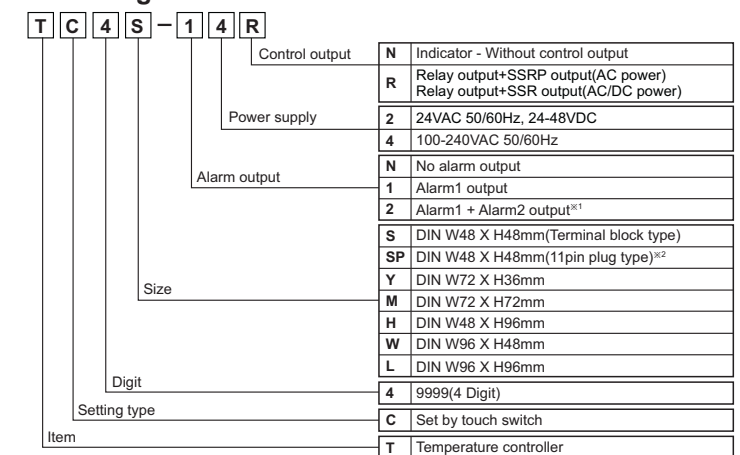 T C 4 S - 1 4 R
Control output
N Indicator - Without control output
R Relay output+SSRP output(AC power)
Relay output+SSR output(AC/DC power)
Power supply
2 24VAC 50/60Hz, 24-48VDC
4 100-240VAC 50/60Hz
Alarm output
N No alarm output
1 Alarm1 output
2 Alarm1 + Alarm2 output※1
Size
S DIN W48 X H48mm(Terminal block type)
SP DIN W48 X H48mm(11pin plug type)※2
Y DIN W72 X H36mm
M DIN W72 X H72mm
H DIN W48 X H96mm
W DIN W96 X H48mm
L DIN W96 X H96mm
Digit
4 9999(4 Digit)
Setting type
C Set by touch switch
Item
T Temperature controller